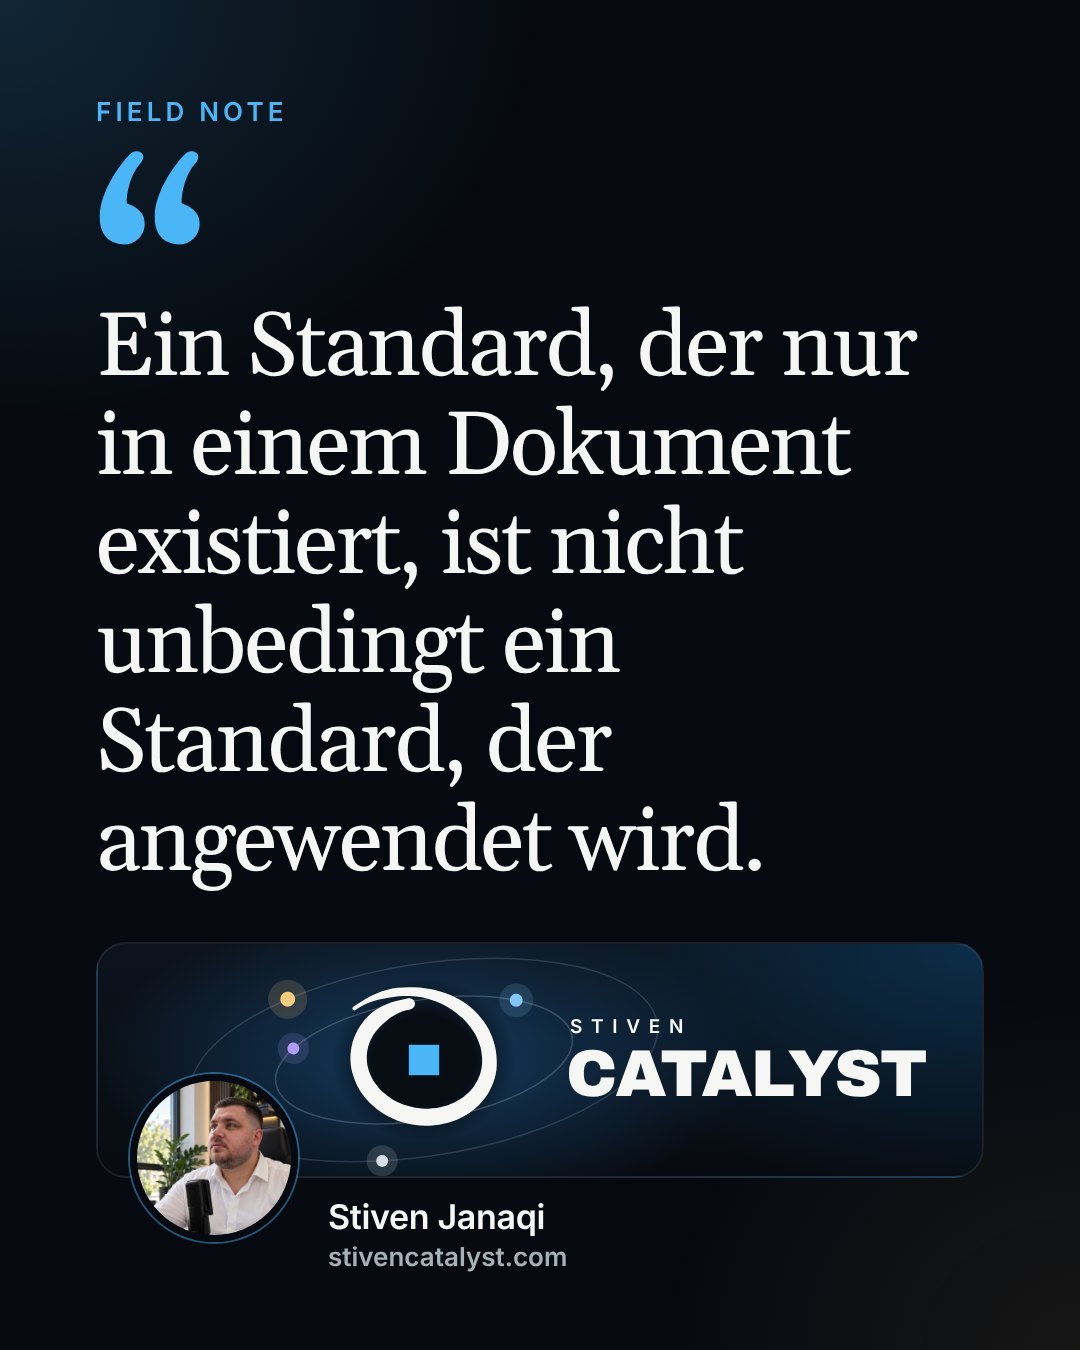 FIELD NOTE
“
Ein Standard, der nur
in einem Dokument
existiert, ist nicht
unbedingt ein
Standard, der
angewendet wird.
STIVEN
CATALYST
Stiven Janaqi
stivencatalyst.com